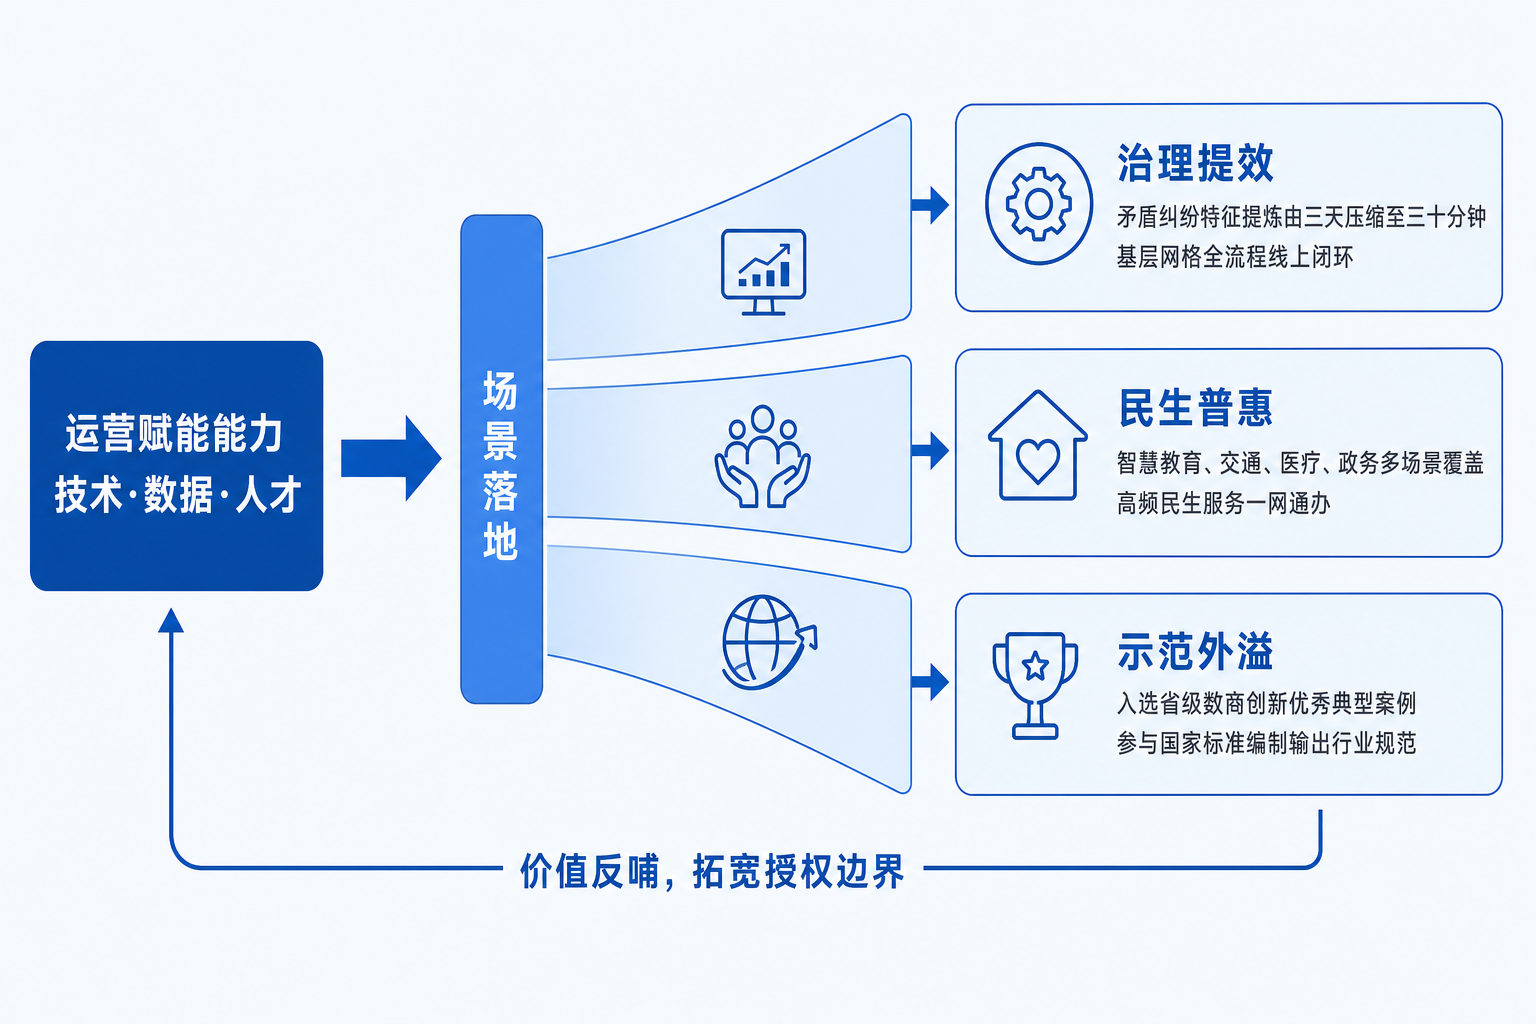 运营赋能能力
技术·数据·人才
场景落地
治理提效
矛盾纠纷特征提炼由三天压缩至三十分钟
基层网格全流程线上闭环
民生普惠
智慧教育、交通、医疗、政务多场景覆盖
高频民生服务一网通办
示范外溢
入选省级数商创新优秀典型案例
参与国家标准编制输出行业规范
价值反哺，拓宽授权边界